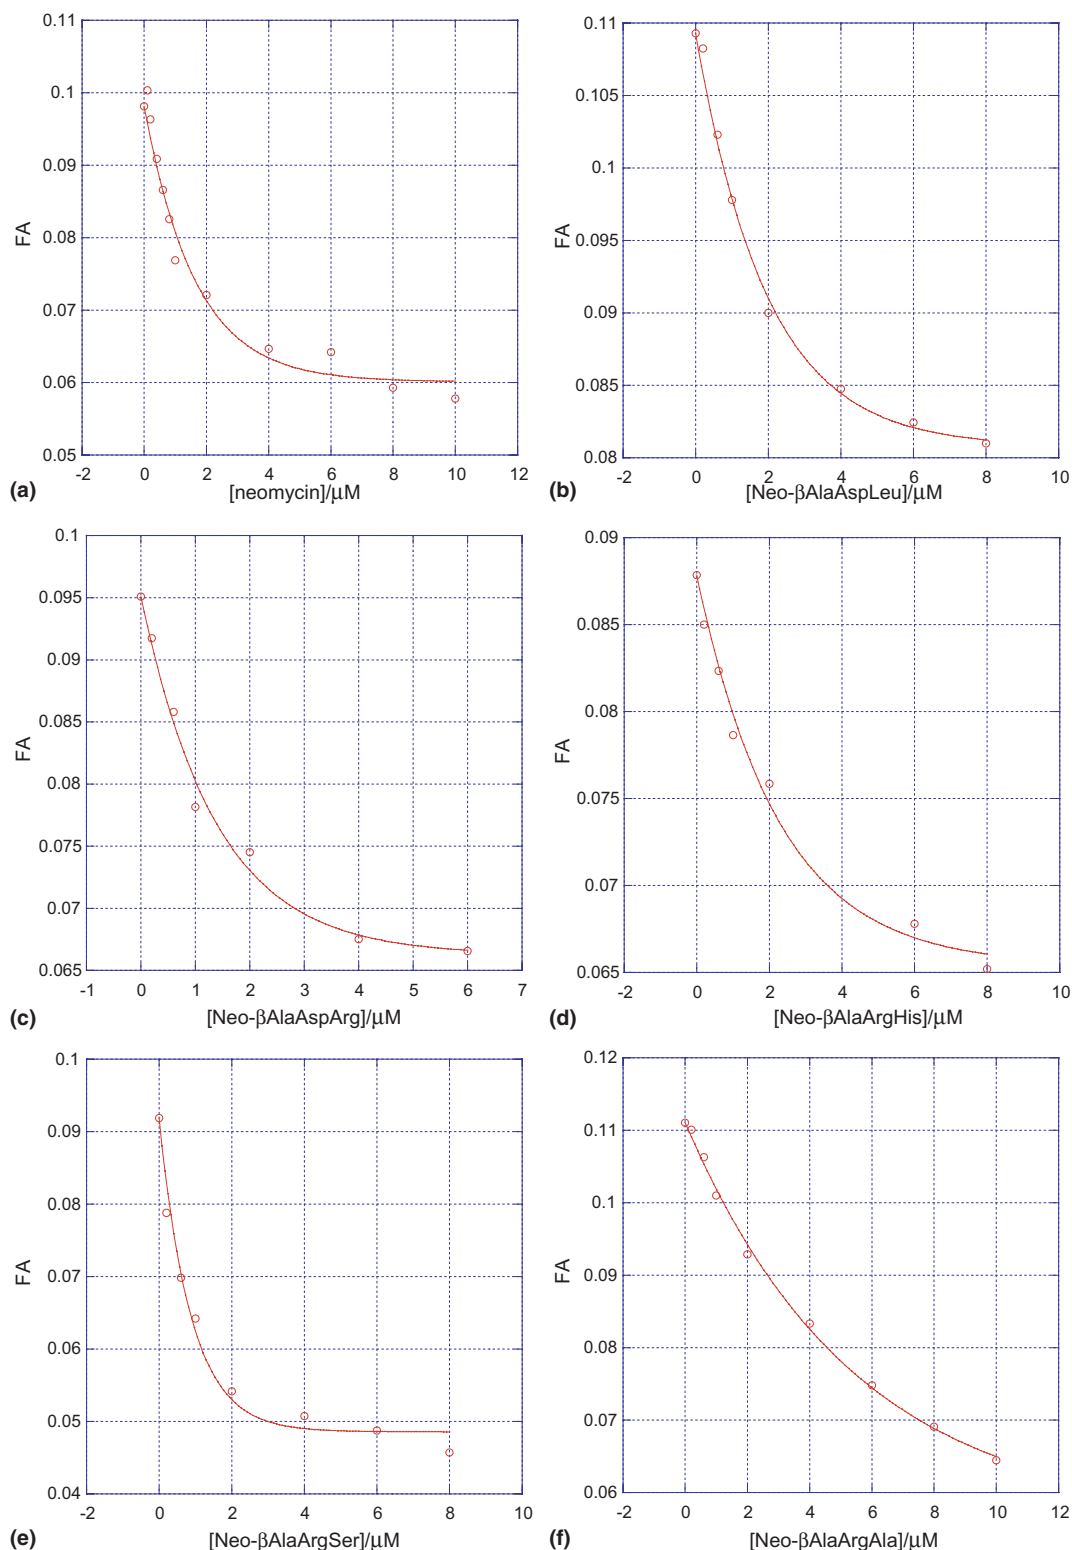 0.11
0.1
0.09
0.08
0.07
0.06
0.05
FA
-2 0 2 4 6 8 10 12
(a) [neomycin]/μM
0.11
0.105
0.1
0.095
0.09
0.085
0.08
FA
-2 0 2 4 6 8 10
(b) [Neo-βAlaAspLeu]/μM
0.1
0.095
0.09
0.085
0.08
0.075
0.07
0.065
FA
-1 0 1 2 3 4 5 6 7
(c) [Neo-βAlaAspArg]/μM
0.09
0.085
0.08
0.075
0.07
0.065
FA
-2 0 2 4 6 8 10
(d) [Neo-βAlaArgHis]/μM
0.1
0.09
0.08
0.07
0.06
0.05
0.04
FA
-2 0 2 4 6 8 10
(e) [Neo-βAlaArgSer]/μM
0.12
0.11
0.1
0.09
0.08
0.07
0.06
FA
-2 0 2 4 6 8 10 12
(f) [Neo-βAlaArgAla]/μM